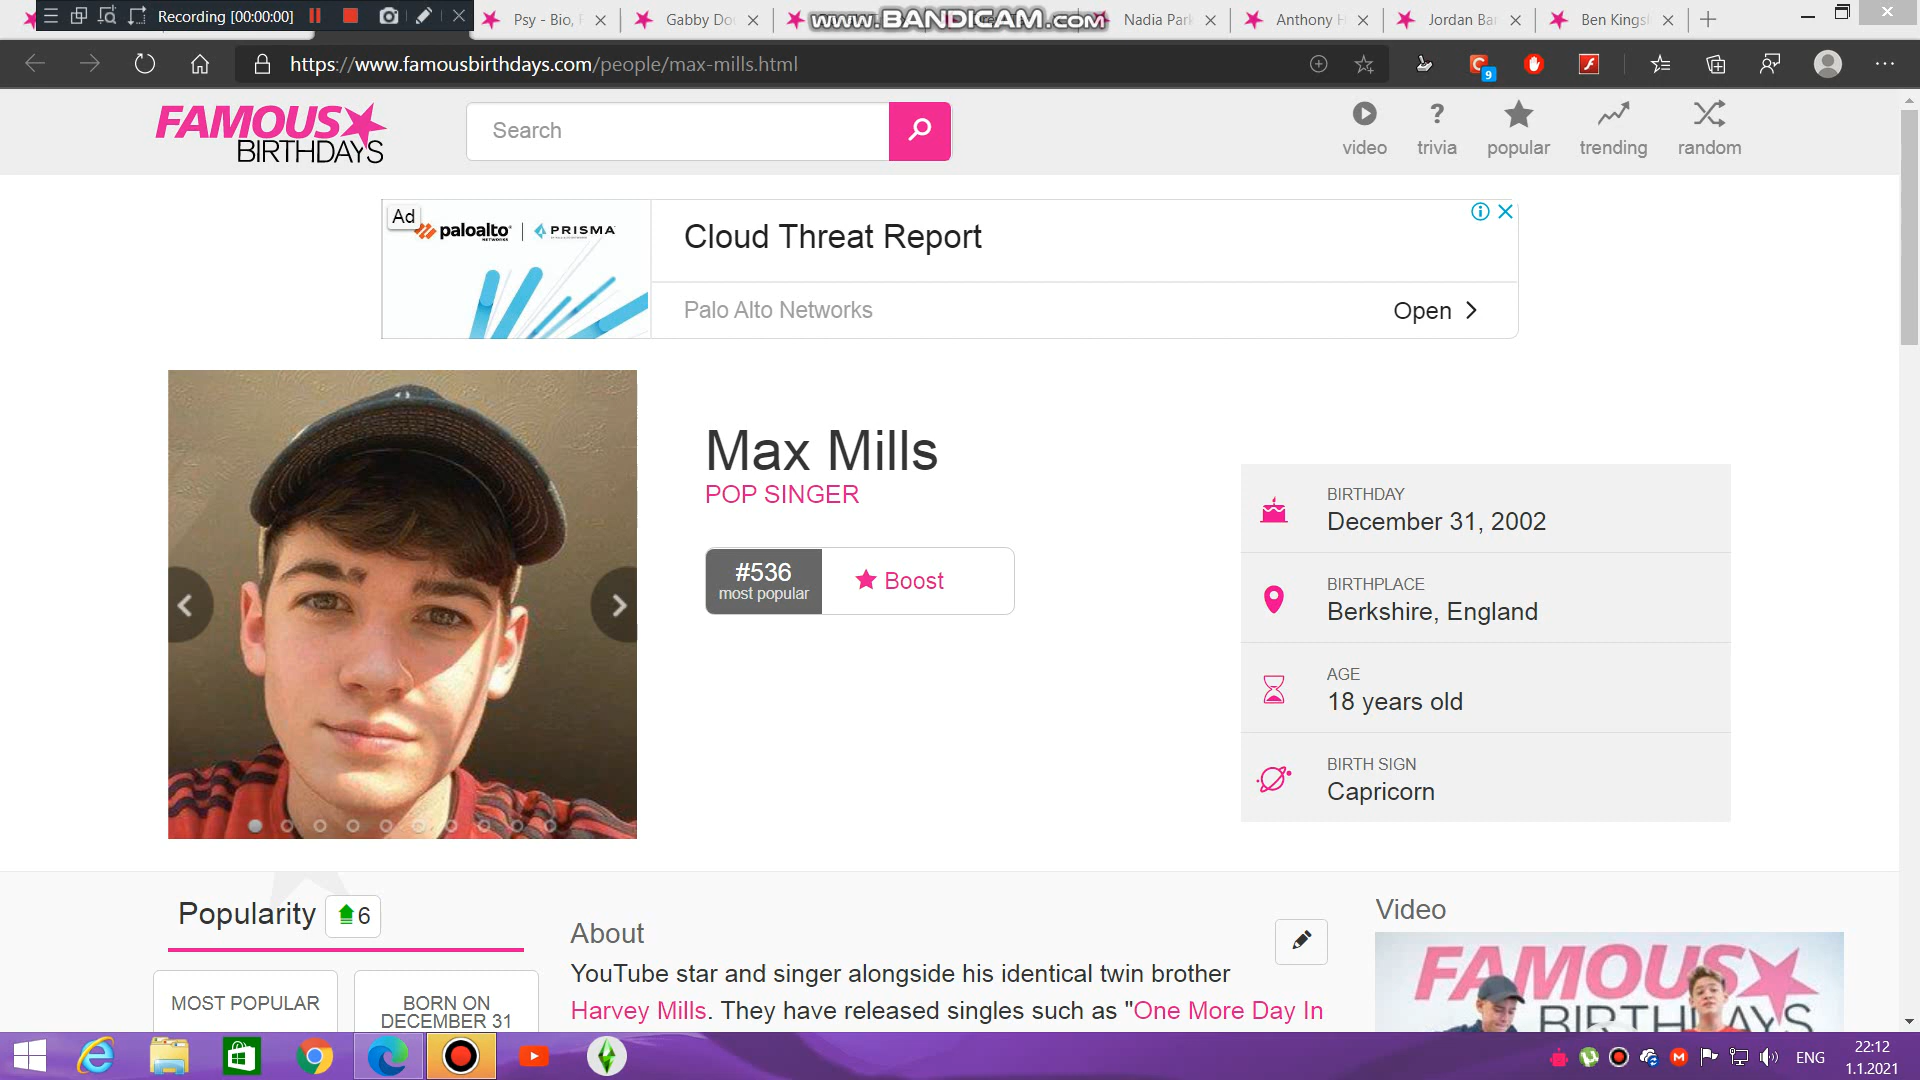 Recording [00:00:00]
Psy - Bio,
Gabby Do
www.BANDICAM.com
Nadia Park
Anthony H
Jordan Ba
Ben Kingsl
https://www.famousbirthdays.com/people/max-mills.html
9
FAMOUS
BIRTHDAYS
Search
video
trivia
popular
trending
random
Ad
paloalto
NETWORKS
PRISMA
Cloud Threat Report
Palo Alto Networks
Open
Max Mills
POP SINGER
#536
most popular
Boost
BIRTHDAY
December 31, 2002
BIRTHPLACE
Berkshire, England
AGE
18 years old
BIRTH SIGN
Capricorn
Popularity
6
MOST POPULAR
BORN ON
DECEMBER 31
About
YouTube star and singer alongside his identical twin brother
Harvey Mills. They have released singles such as "One More Day In
Video
FAMOUS
BIRTHDAYS
ENG
22:12
1.1.2021